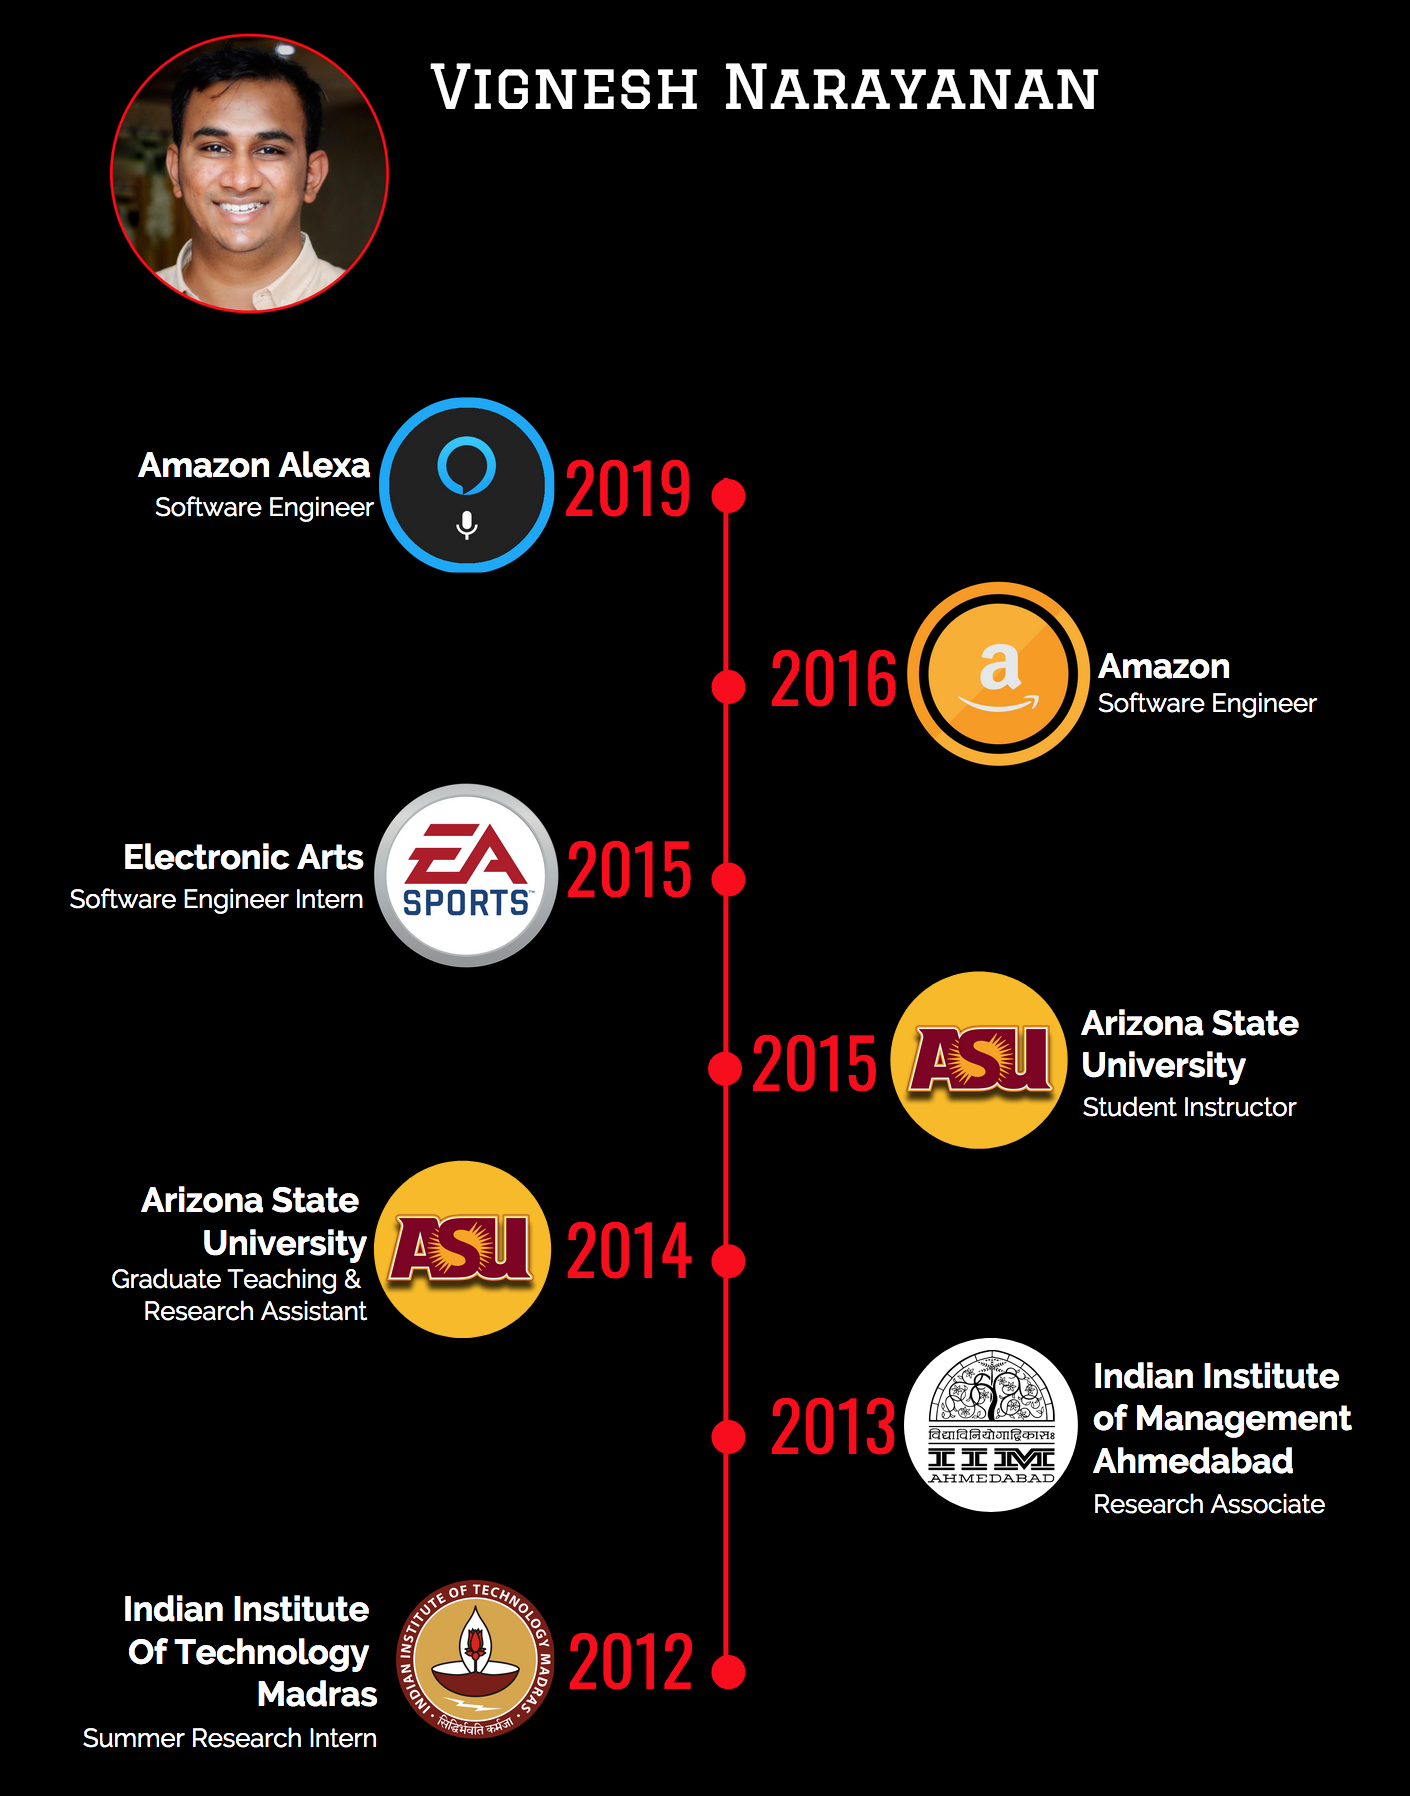 Vignesh Narayanan
Amazon Alexa
Software Engineer
2019
2016
a
Amazon
Software Engineer
Electronic Arts
Software Engineer Intern
EA
SPORTS™
2015
2015
ASU
Arizona State
University
Student Instructor
Arizona State
University
Graduate Teaching &
Research Assistant
ASU
2014
2013
विद्याविनियोगाद्विकासः
IIM
AHMEDABAD
Indian Institute
of Management
Ahmedabad
Research Associate
Indian Institute
Of Technology
Madras
Summer Research Intern
INDIAN INSTITUTE OF TECHNOLOGY MADRAS
सिद्धिर्भवति कर्मजा
2012